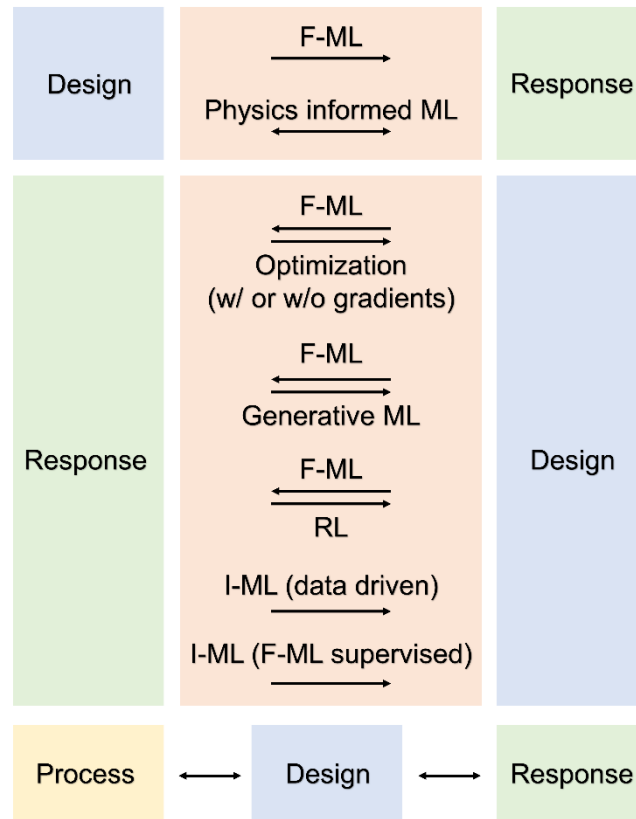 Design
F-ML
Physics informed ML
Response
Response
F-ML
Optimization
(w/ or w/o gradients)
F-ML
Generative ML
F-ML
RL
I-ML (data driven)
I-ML (F-ML supervised)
Design
Process
Design
Response